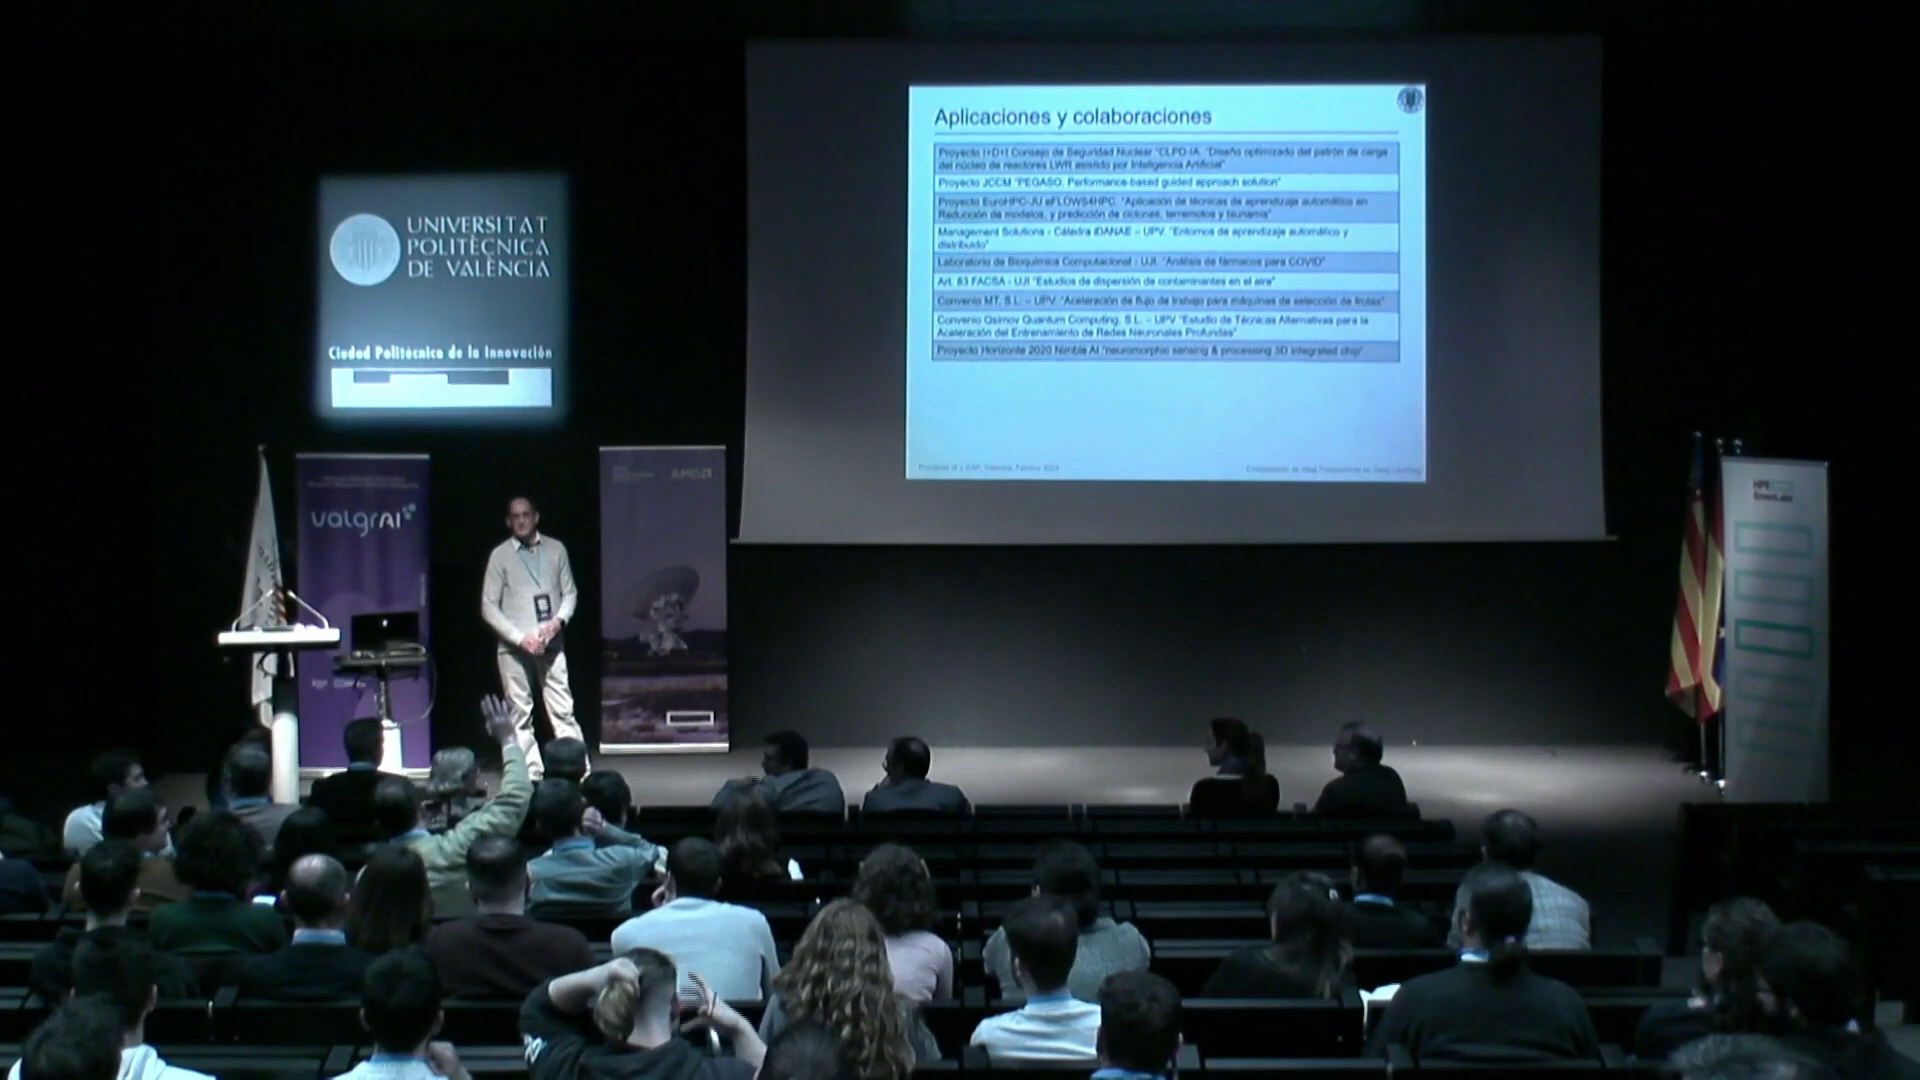 UNIVERSITAT
POLITÈCNICA
DE VALÈNCIA
Ciudad Politécnica de la Innovación
Aplicaciones y colaboraciones
Proyecto I+D+I Consejo de Seguridad Nuclear "CLPD-IA. "Diseño optimizado del patrón de carga
del núcleo de reactores LWR asistido por Inteligencia Artificial"
Proyecto JCCM "PEGASO. Performance-based guided approach solution"
Proyecto EuroHPC-JU eFLOWS4HPC. "Aplicación de técnicas de aprendizaje automático en
Reducción de modelos, y predicción de ciclones, terremotos y tsunamis"
Management Solutions - Cátedra iDANAE – UPV. "Entornos de aprendizaje automático y
distribuido"
Laboratorio de Bioquímica Computacional - UJI. "Análisis de fármacos para COVID"
Art. 83 FACSA - UJI "Estudios de dispersión de contaminantes en el aire"
Convenio MT, S.L. – UPV. "Aceleración de flujo de trabajo para máquinas de selección de frutas"
Convenio Qsimov Quantum Computing, S.L. – UPV "Estudio de Técnicas Alternativas para la
Aceleración del Entrenamiento de Redes Neuronales Profundas"
Proyecto Horizonte 2020 Nimble AI "neuromorphic sensing & processing 3D integrated chip"
valgrAI
AMD
HPE
GreenLake